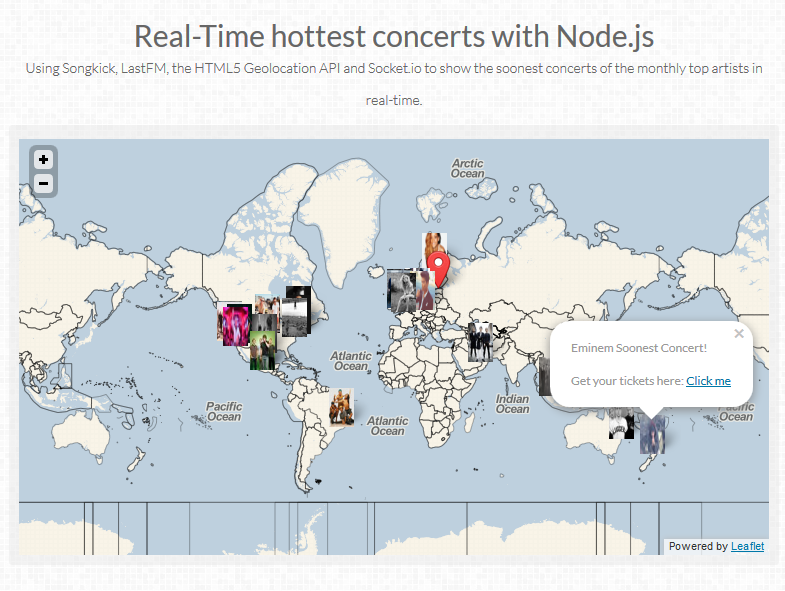 Real-Time hottest concerts with Node.js
Using Songkick, LastFM, the HTML5 Geolocation API and Socket.io to show the soonest concerts of the monthly top artists in
real-time.
+
−
Arctic
Ocean
Eminem Soonest Concert!
×
Get your tickets here: Click me
Atlantic
Ocean
Pacific
Ocean
Indian
Ocean
Pacific
Ocean
Atlantic
Ocean
Powered by Leaflet